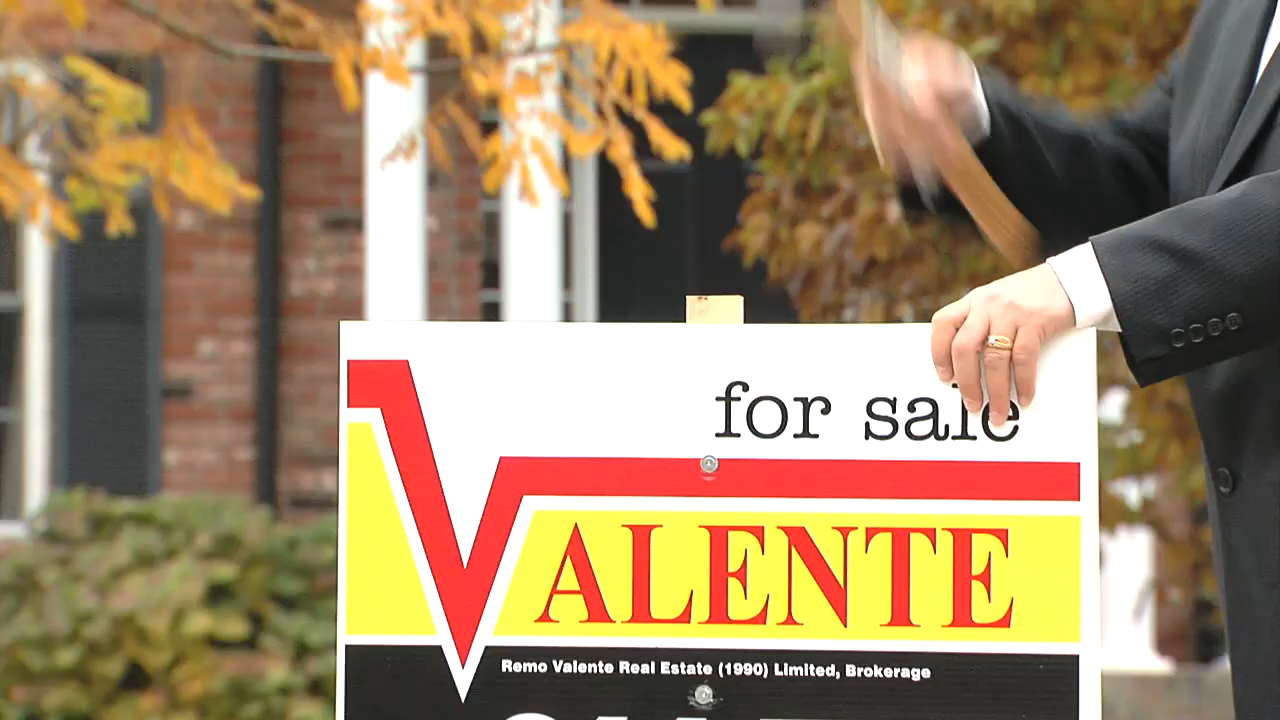 for sale
VALENTE
Remo Valente Real Estate (1990) Limited, Brokerage